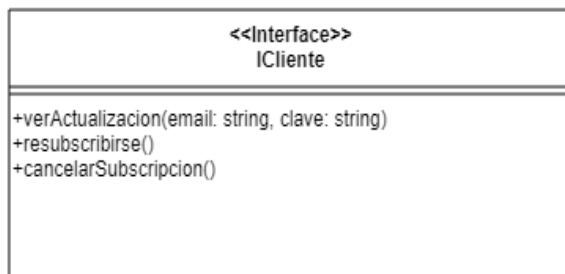 <<Interface>>
ICliente
+verActualizacion(email: string, clave: string)
+resubscribirse()
+cancelarSubscripcion()